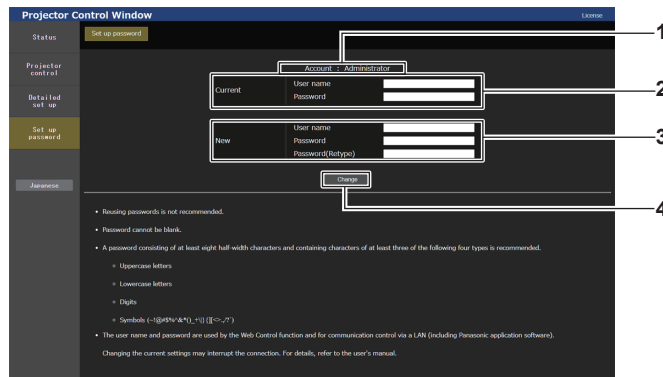 Projector Control Window
License
Status
Set up password
1
Projector
control
Account : Administrator
Current
User name
Password
2
Detailed
set up
Set up
password
New
User name
Password
Password(Retype)
3
Change
4
Japanese
• Reusing passwords is not recommended.
• Password cannot be blank.
• A password consisting of at least eight half-width characters and containing characters of at least three of the following four types is recommended.
Uppercase letters
Lowercase letters
Digits
Symbols (~!@#$%^&*()_+\{}[]<>.,/?`)
• The user name and password are used by the Web Control function and for communication control via a LAN (including Panasonic application software).
Changing the current settings may interrupt the connection. For details, refer to the user's manual.